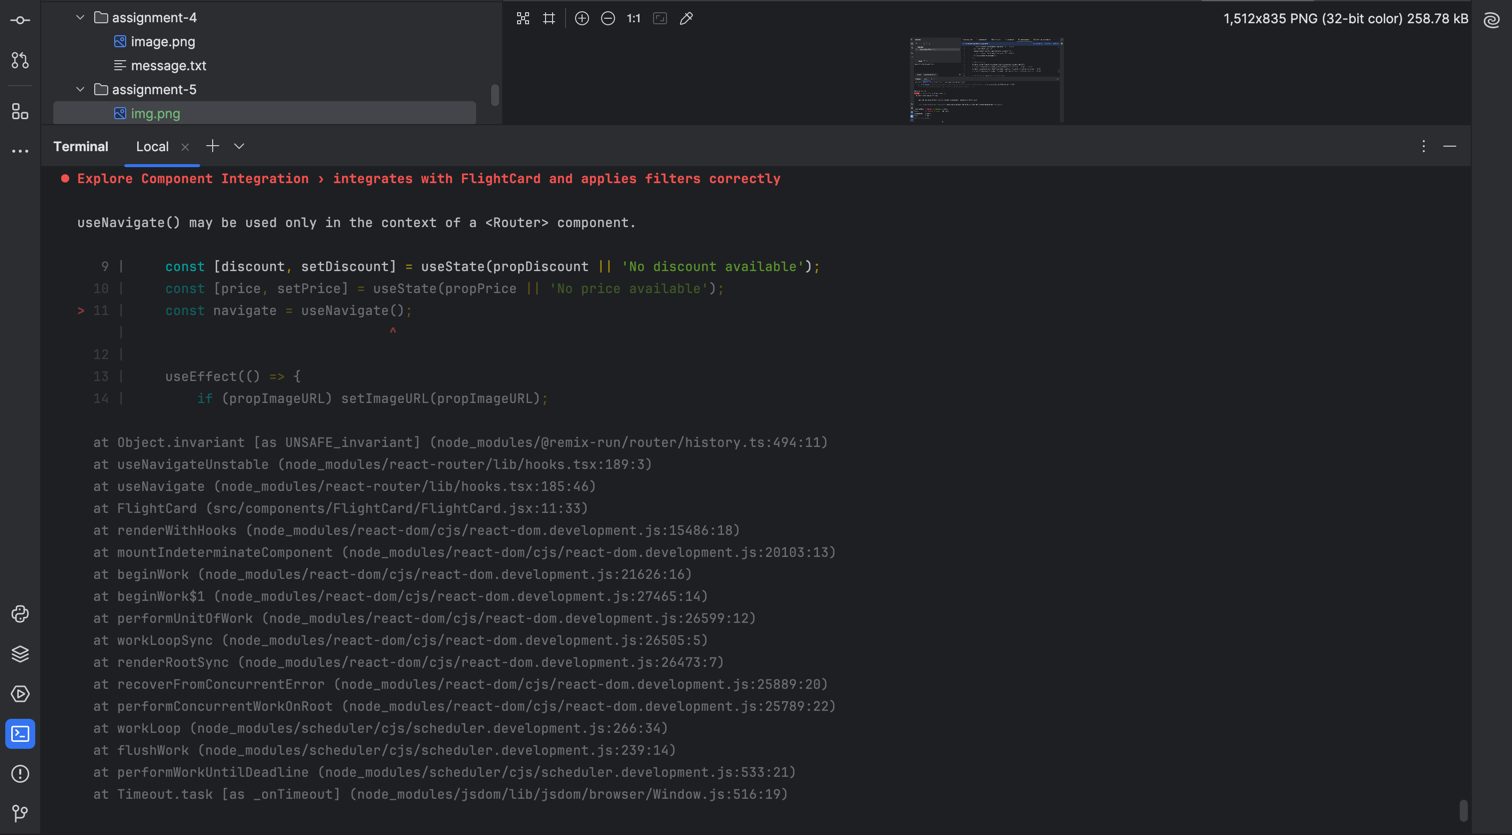 assignment-4
image.png
message.txt
assignment-5
img.png
1:1
1,512x835 PNG (32-bit color) 258.78 kB
Terminal
Local
Explore Component Integration › integrates with FlightCard and applies filters correctly
useNavigate() may be used only in the context of a <Router> component.
9 | const [discount, setDiscount] = useState(propDiscount || 'No discount available');
10 | const [price, setPrice] = useState(propPrice || 'No price available');
> 11 | const navigate = useNavigate();
| ^
12 |
13 | useEffect(() => {
14 | if (propImageURL) setImageURL(propImageURL);
at Object.invariant [as UNSAFE_invariant] (node_modules/@remix-run/router/history.ts:494:11)
at useNavigateUnstable (node_modules/react-router/lib/hooks.tsx:189:3)
at useNavigate (node_modules/react-router/lib/hooks.tsx:185:46)
at FlightCard (src/components/FlightCard/FlightCard.jsx:11:33)
at renderWithHooks (node_modules/react-dom/cjs/react-dom.development.js:15486:18)
at mountIndeterminateComponent (node_modules/react-dom/cjs/react-dom.development.js:20103:13)
at beginWork (node_modules/react-dom/cjs/react-dom.development.js:21626:16)
at beginWork$1 (node_modules/react-dom/cjs/react-dom.development.js:27465:14)
at performUnitOfWork (node_modules/react-dom/cjs/react-dom.development.js:26599:12)
at workLoopSync (node_modules/react-dom/cjs/react-dom.development.js:26505:5)
at renderRootSync (node_modules/react-dom/cjs/react-dom.development.js:26473:7)
at recoverFromConcurrentError (node_modules/react-dom/cjs/react-dom.development.js:25889:20)
at performConcurrentWorkOnRoot (node_modules/react-dom/cjs/react-dom.development.js:25789:22)
at workLoop (node_modules/scheduler/cjs/scheduler.development.js:266:34)
at flushWork (node_modules/scheduler/cjs/scheduler.development.js:239:14)
at performWorkUntilDeadline (node_modules/scheduler/cjs/scheduler.development.js:533:21)
at Timeout.task [as _onTimeout] (node_modules/jsdom/lib/jsdom/browser/Window.js:516:19)